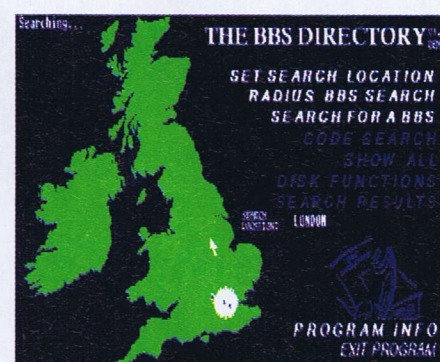 Searching...
THE BBS DIRECTORY
SET SEARCH LOCATION
RADIUS BBS SEARCH
SEARCH FOR A BBS
CODE SEARCH
SHOW ALL
DISK FUNCTIONS
SEARCH RESULTS
SEARCH
LOCATION: LONDON
PROGRAM INFO
EXIT PROGRAM